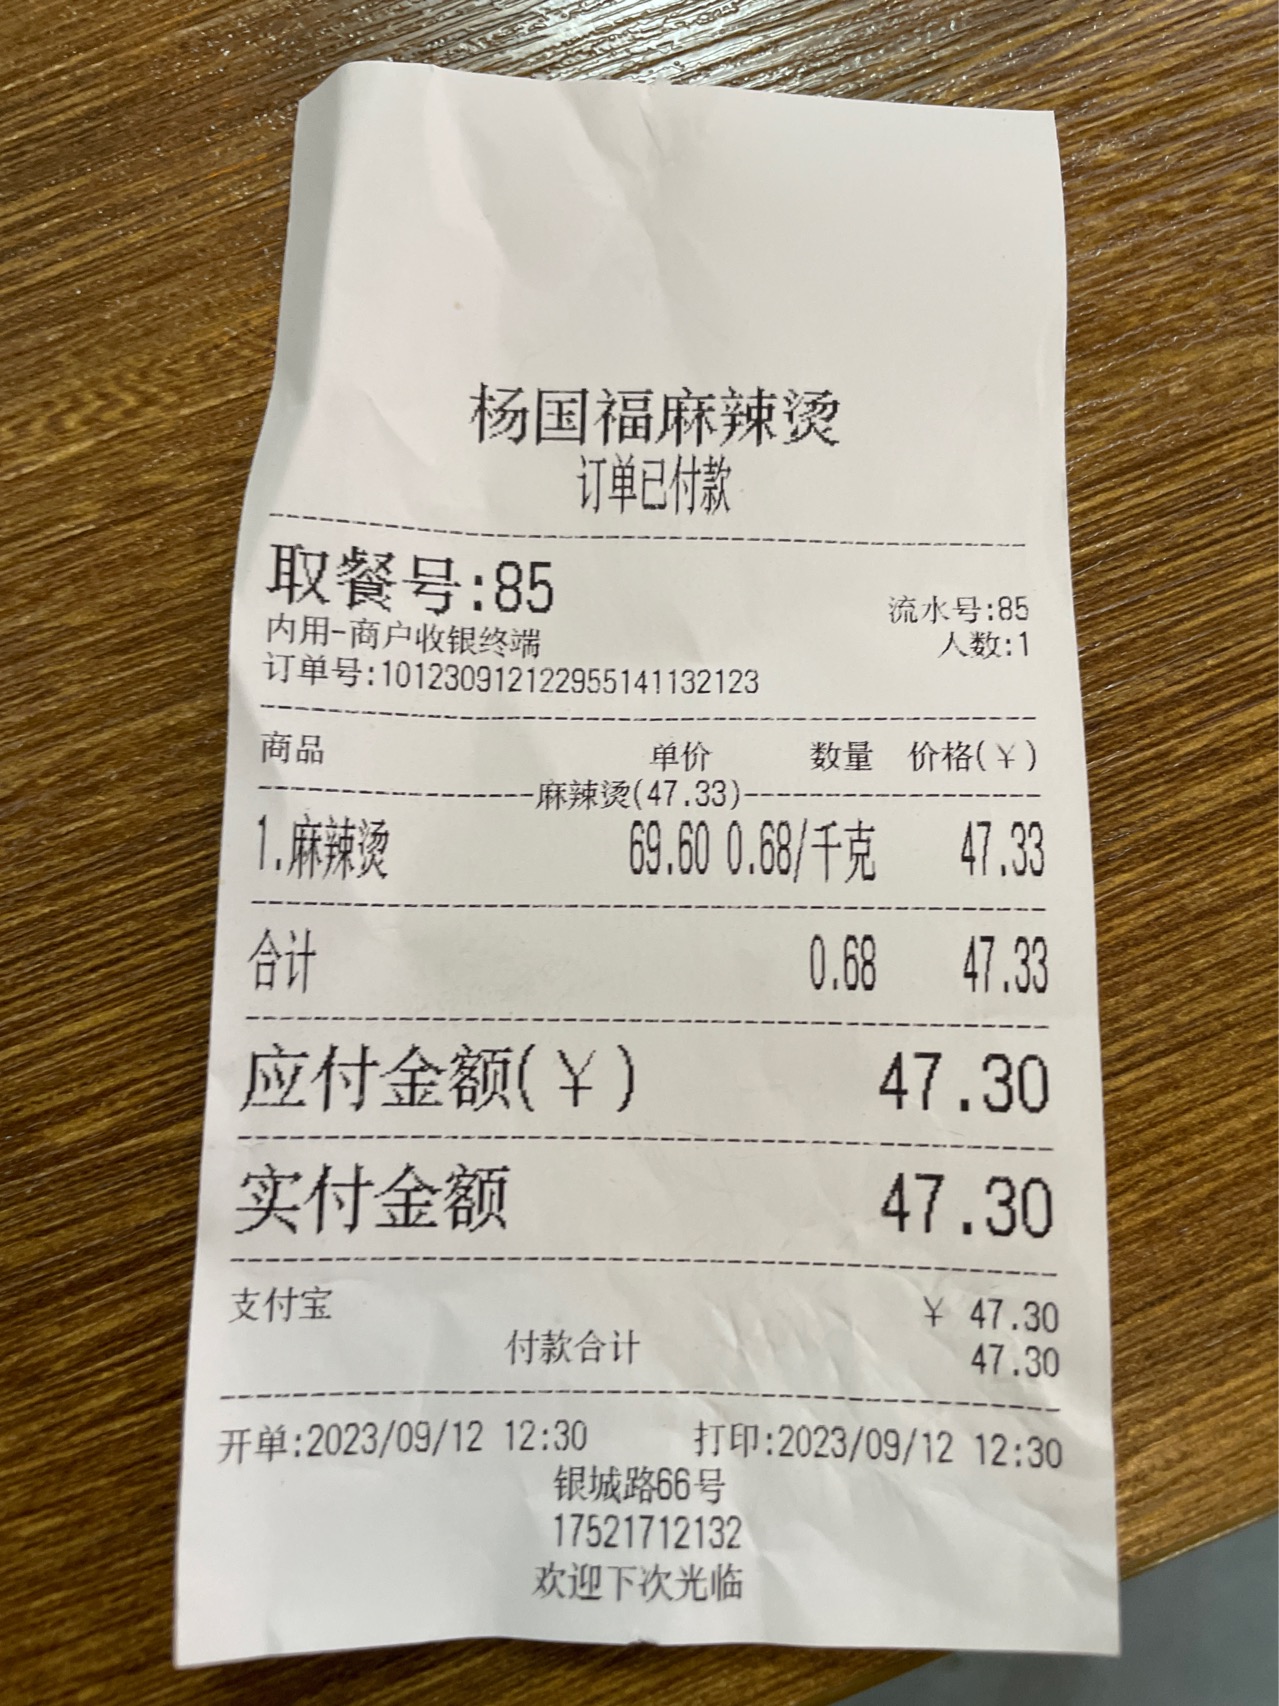 杨国福麻辣烫
订单已付款
取餐号:85
流水号:85
内用-商户收银终端
人数:1
订单号:1012309121229551411​32123
商品 单价 数量 价格(￥)
麻辣烫(47.33)
1.麻辣烫 69.60 0.68/千克 47.33
合计 0.68 47.33
应付金额(￥) 47.30
实付金额 47.30
支付宝 ￥ 47.30
付款合计 47.30
开单:2023/09/12 12:30 打印:2023/09/12 12:30
银城路66号
17521712132
欢迎下次光临